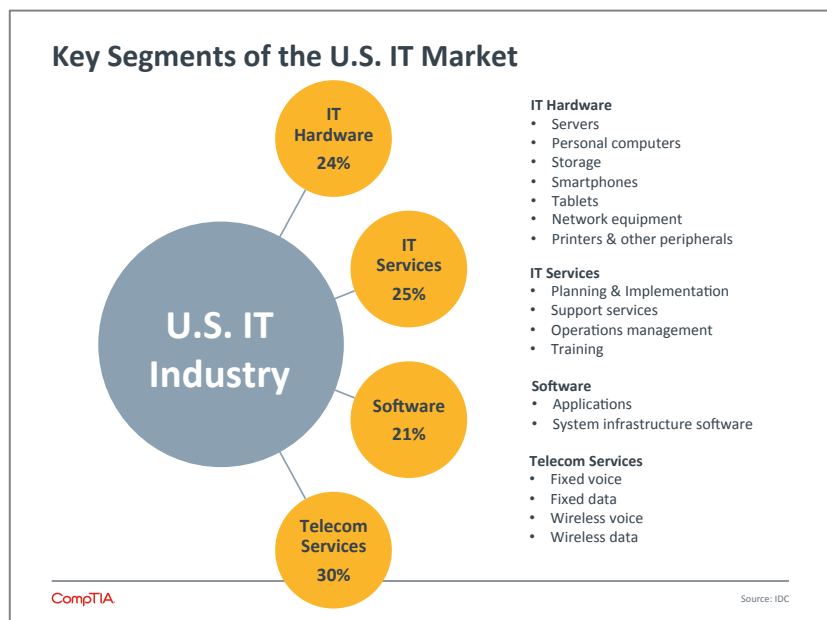 Key Segments of the U.S. IT Market
IT
Hardware
24%
IT
Services
25%
U.S. IT
Industry
Software
21%
Telecom
Services
30%
IT Hardware
• Servers
• Personal computers
• Storage
• Smartphones
• Tablets
• Network equipment
• Printers & other peripherals
IT Services
• Planning & Implementation
• Support services
• Operations management
• Training
Software
• Applications
• System infrastructure software
Telecom Services
• Fixed voice
• Fixed data
• Wireless voice
• Wireless data
CompTIA.
Source: IDC